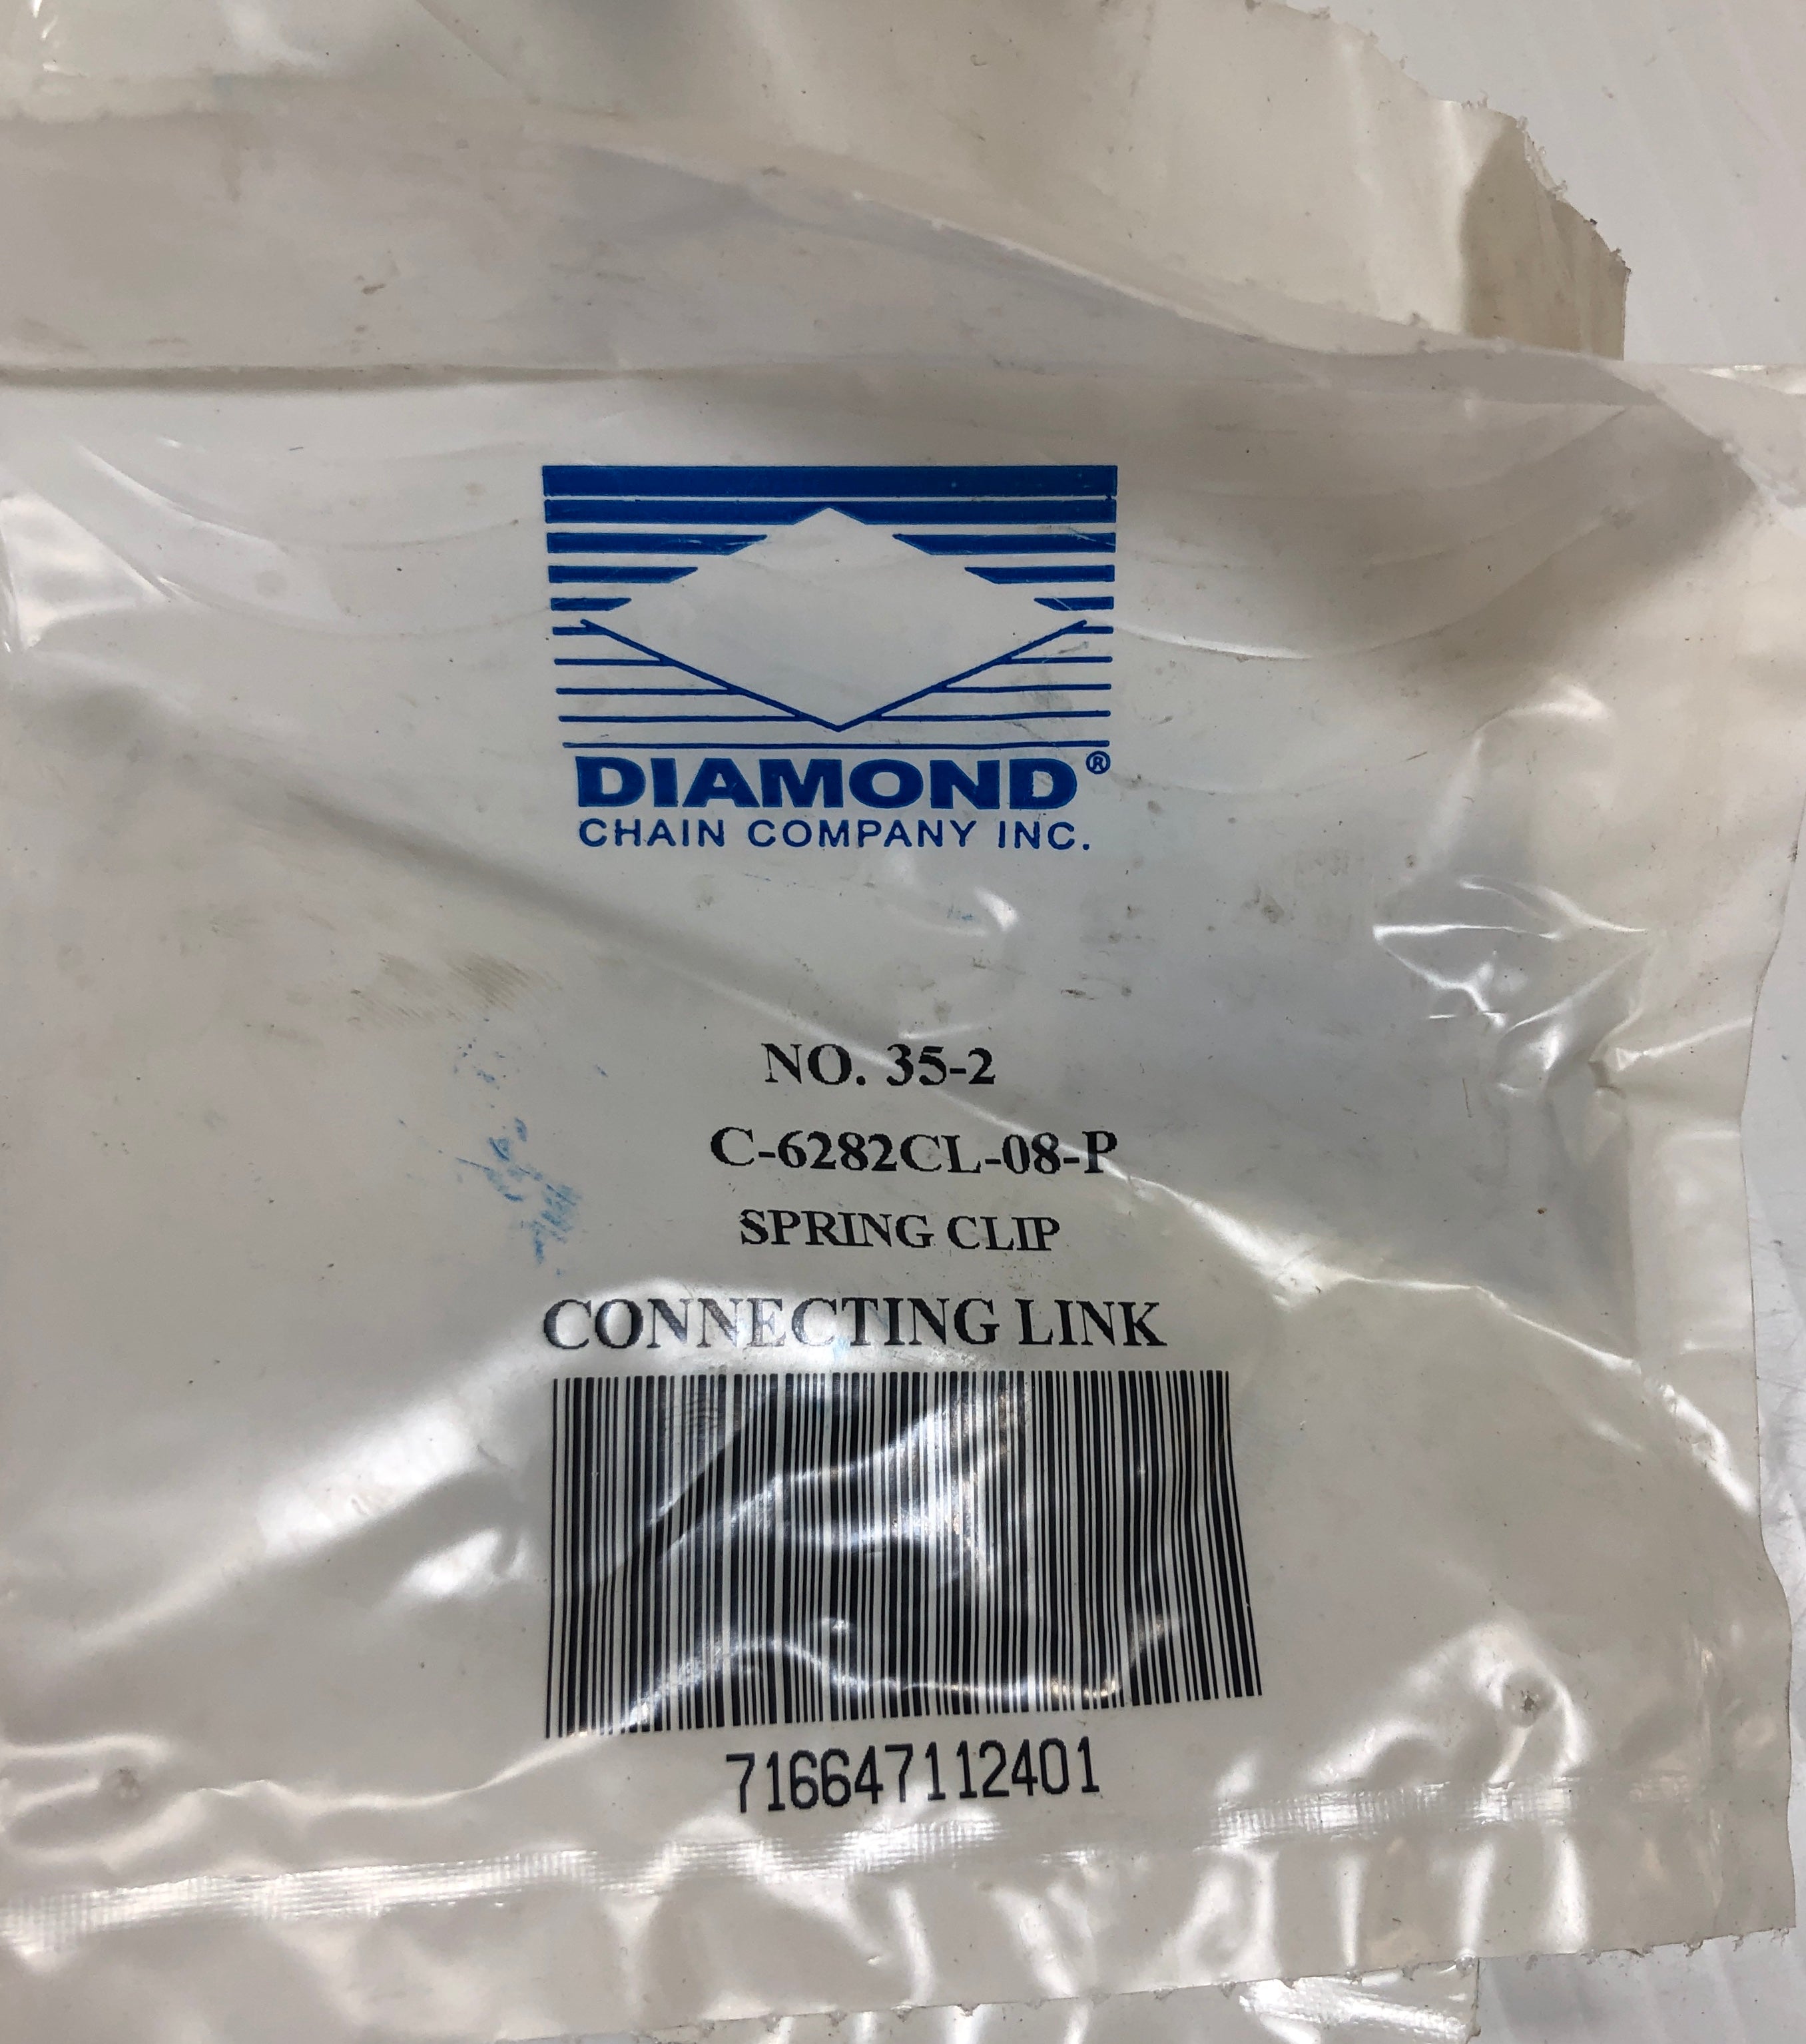 DIAMOND®
CHAIN COMPANY INC.
NO. 35-2
C-6282CL-08-P
SPRING CLIP
CONNECTING LINK
716647112401